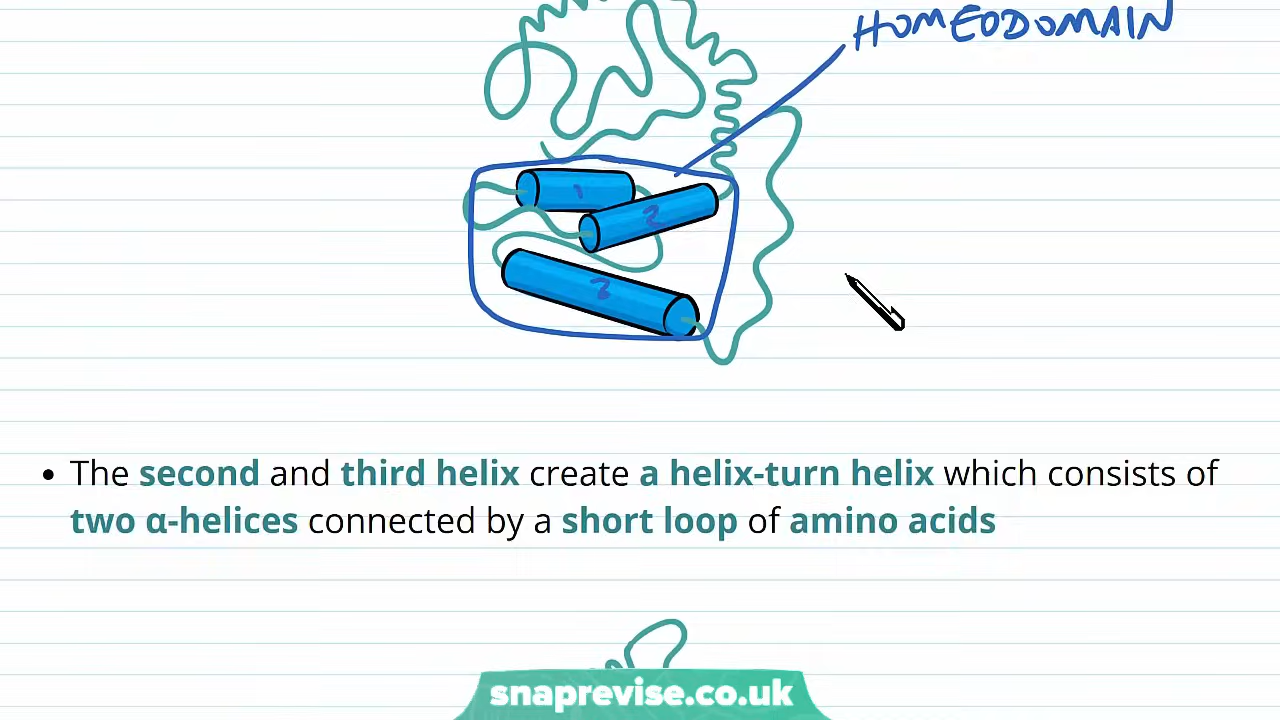 HOMEODOMAIN
1
2
3
• The second and third helix create a helix-turn helix which consists of
two α-helices connected by a short loop of amino acids
snaprevise.co.uk